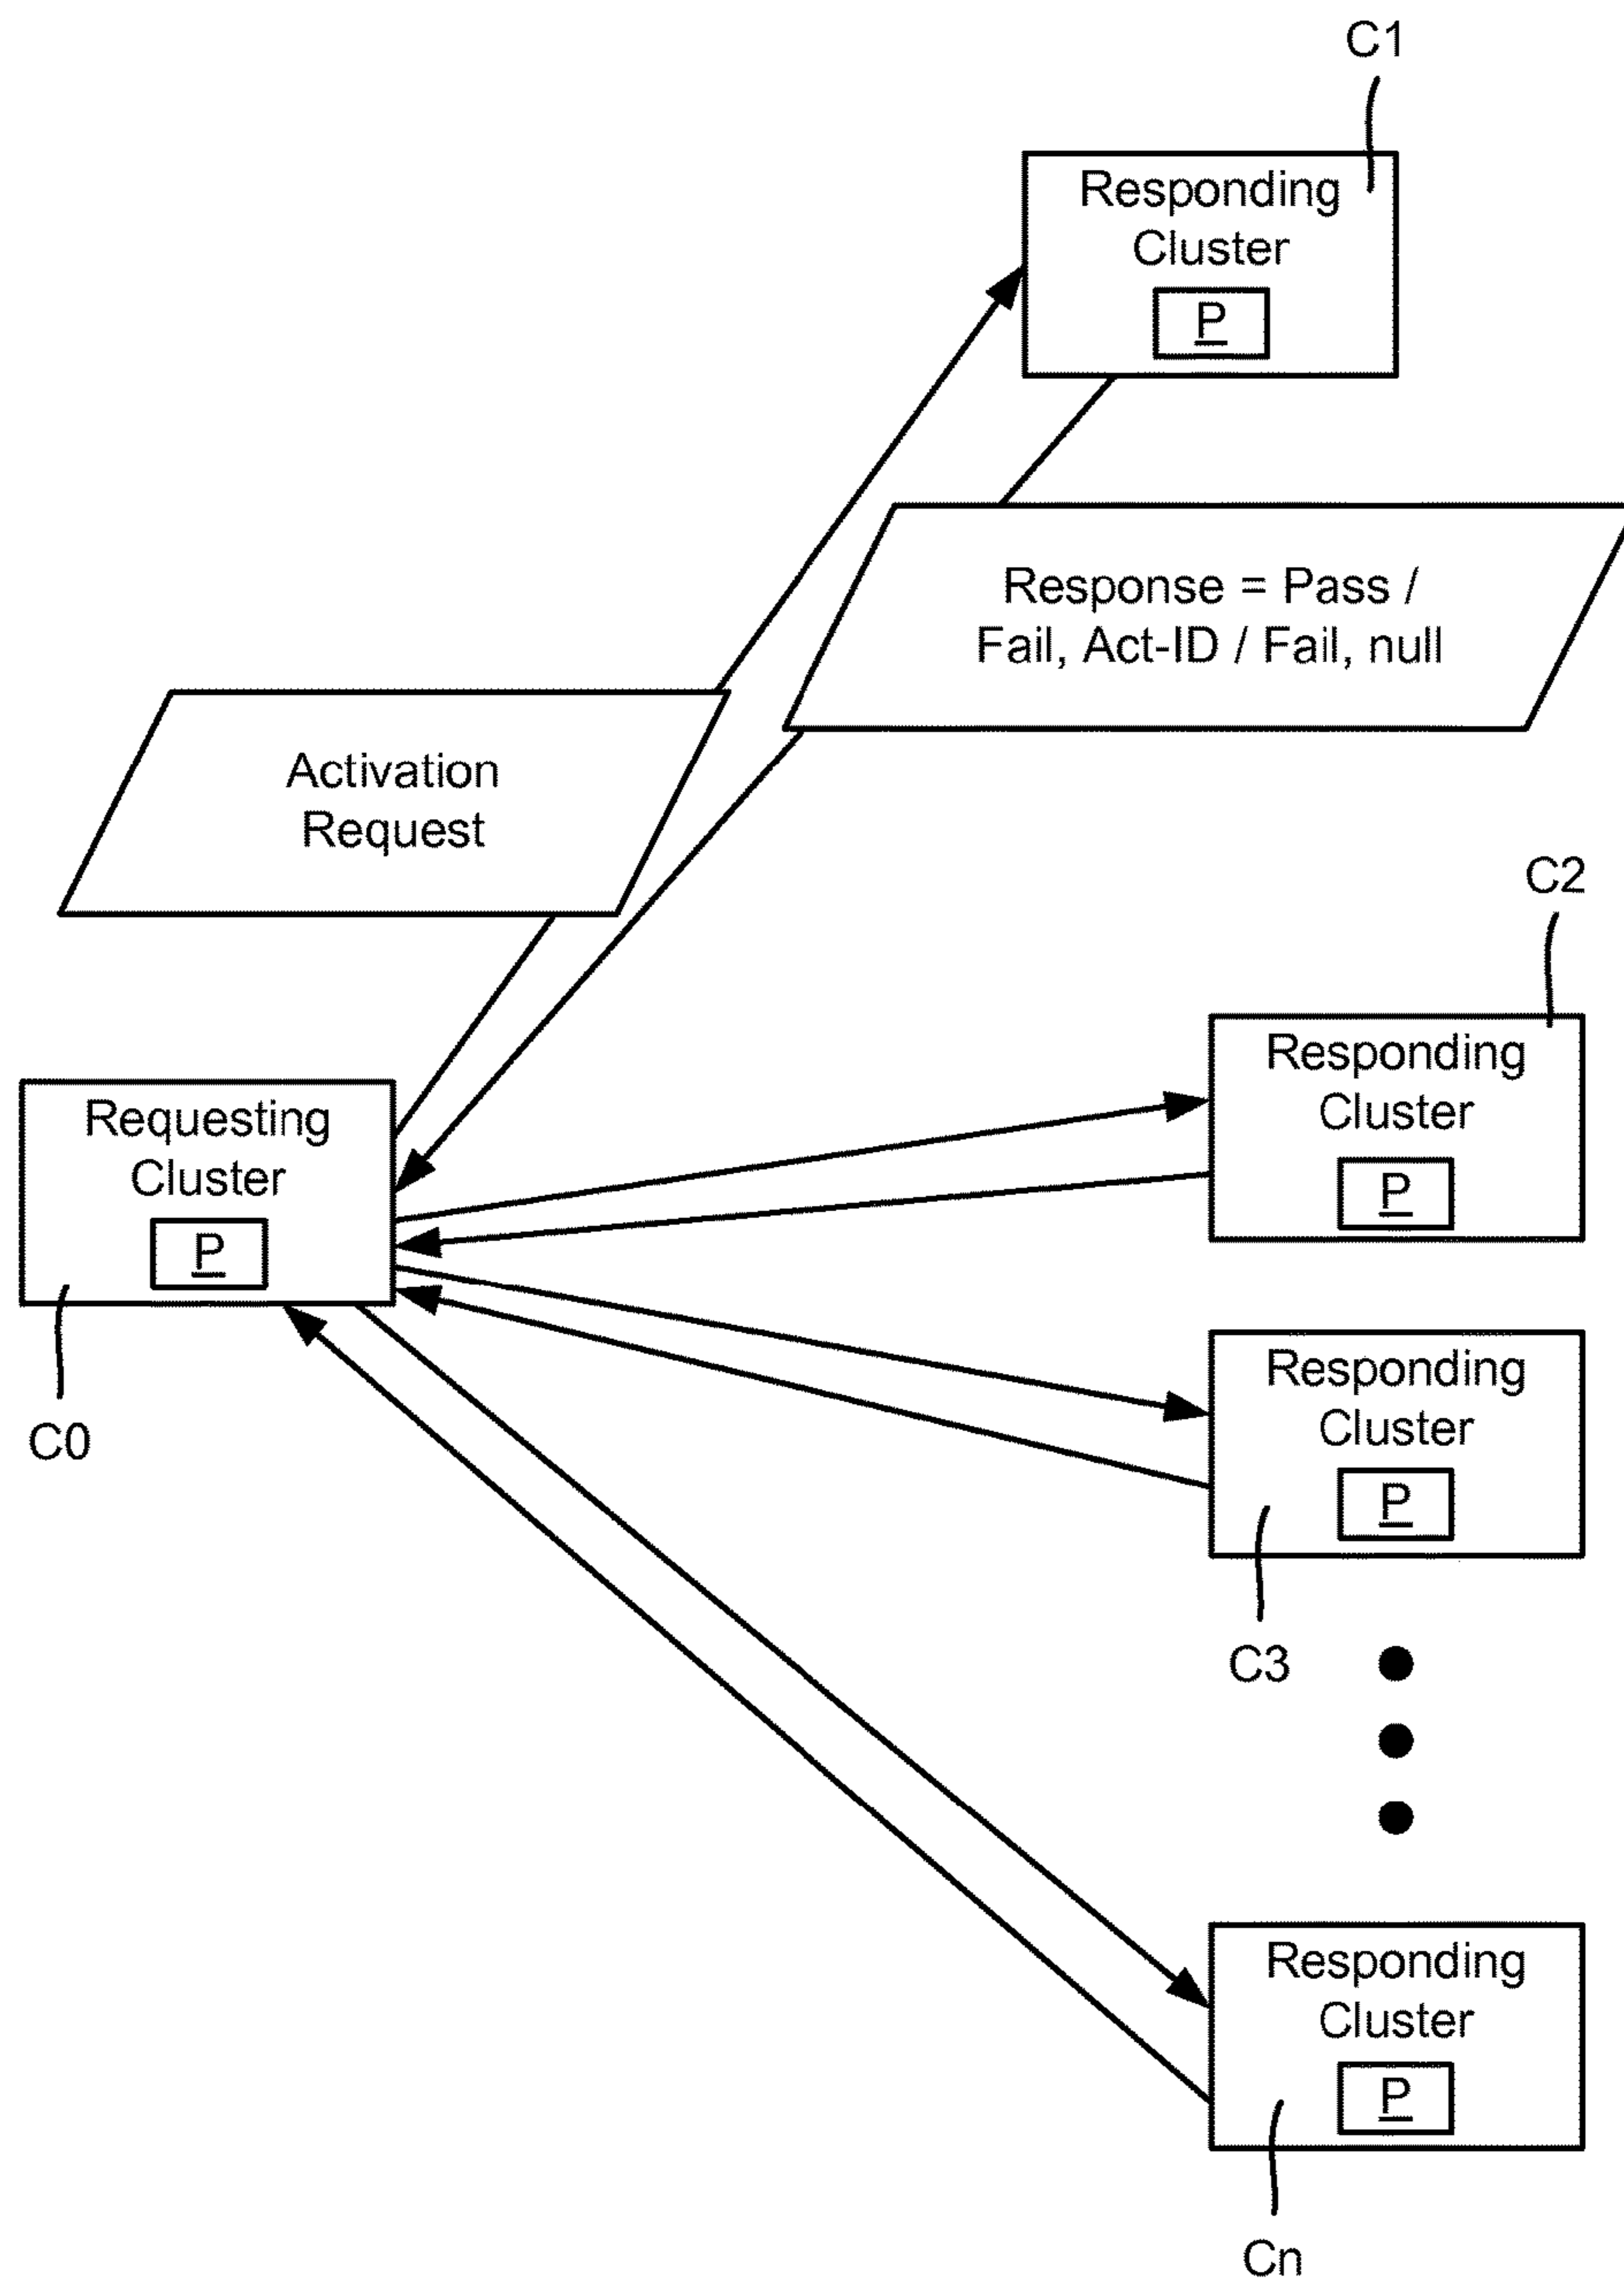 C1
Responding
Cluster
P
Response = Pass /
Fail, Act-ID / Fail, null
Activation
Request
C2
Responding
Cluster
P
Requesting
Cluster
P
C0
Responding
Cluster
P
C3
Responding
Cluster
P
Cn